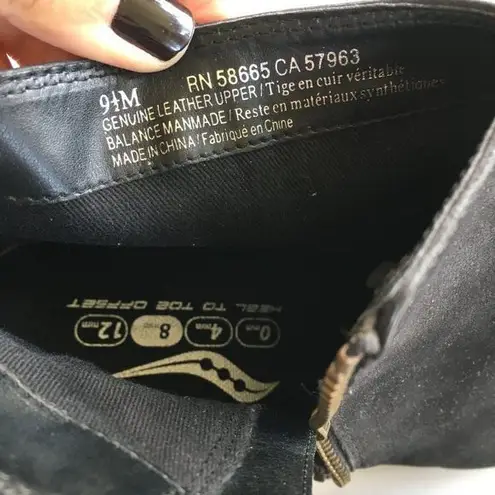 9½M RN 58665 CA 57963
GENUINE LEATHER UPPER / Tige en cuir véritable
BALANCE MANMADE / Reste en matériaux synthétiques
MADE IN CHINA / Fabriqué en Chine
HEEL TO TOE OFFSET
0mm 4mm 8mm 12mm